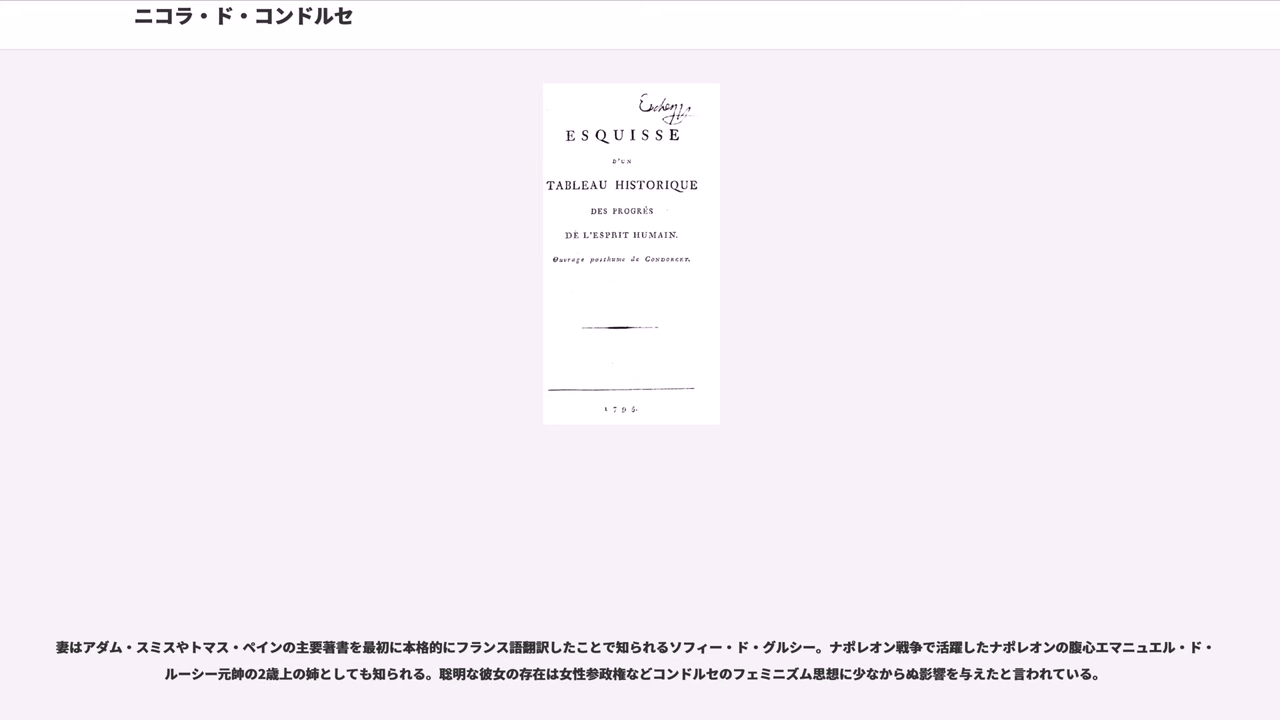 ニコラ・ド・コンドルセ
ESQUISSE
D'UN
TABLEAU HISTORIQUE
DES PROGRÈS
DE L'ESPRIT HUMAIN.
Ouvrage posthume de CONDORCET.
1795.
妻はアダム・スミスやトマス・ペインの主要著書を最初に本格的にフランス語翻訳したことで知られるソフィー・ド・グルシー。ナポレオン戦争で活躍したナポレオンの腹心エマニュエル・ド・
ルーシー元帥の2歳上の姉としても知られる。聡明な彼女の存在は女性参政権などコンドルセのフェミニズム思想に少なからぬ影響を与えたと言われている。